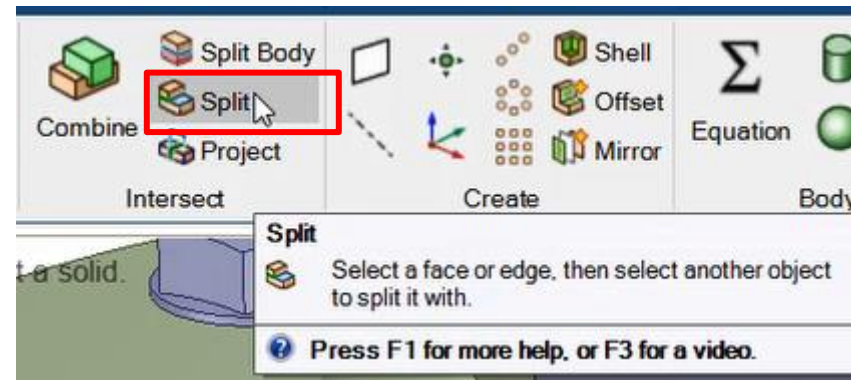 Split Body
Shell
Split
Offset
Combine
Equation
Project
Mirror
Intersect
Create
Body
Split
t a solid.
Select a face or edge, then select another object
to split it with.
Press F1 for more help, or F3 for a video.